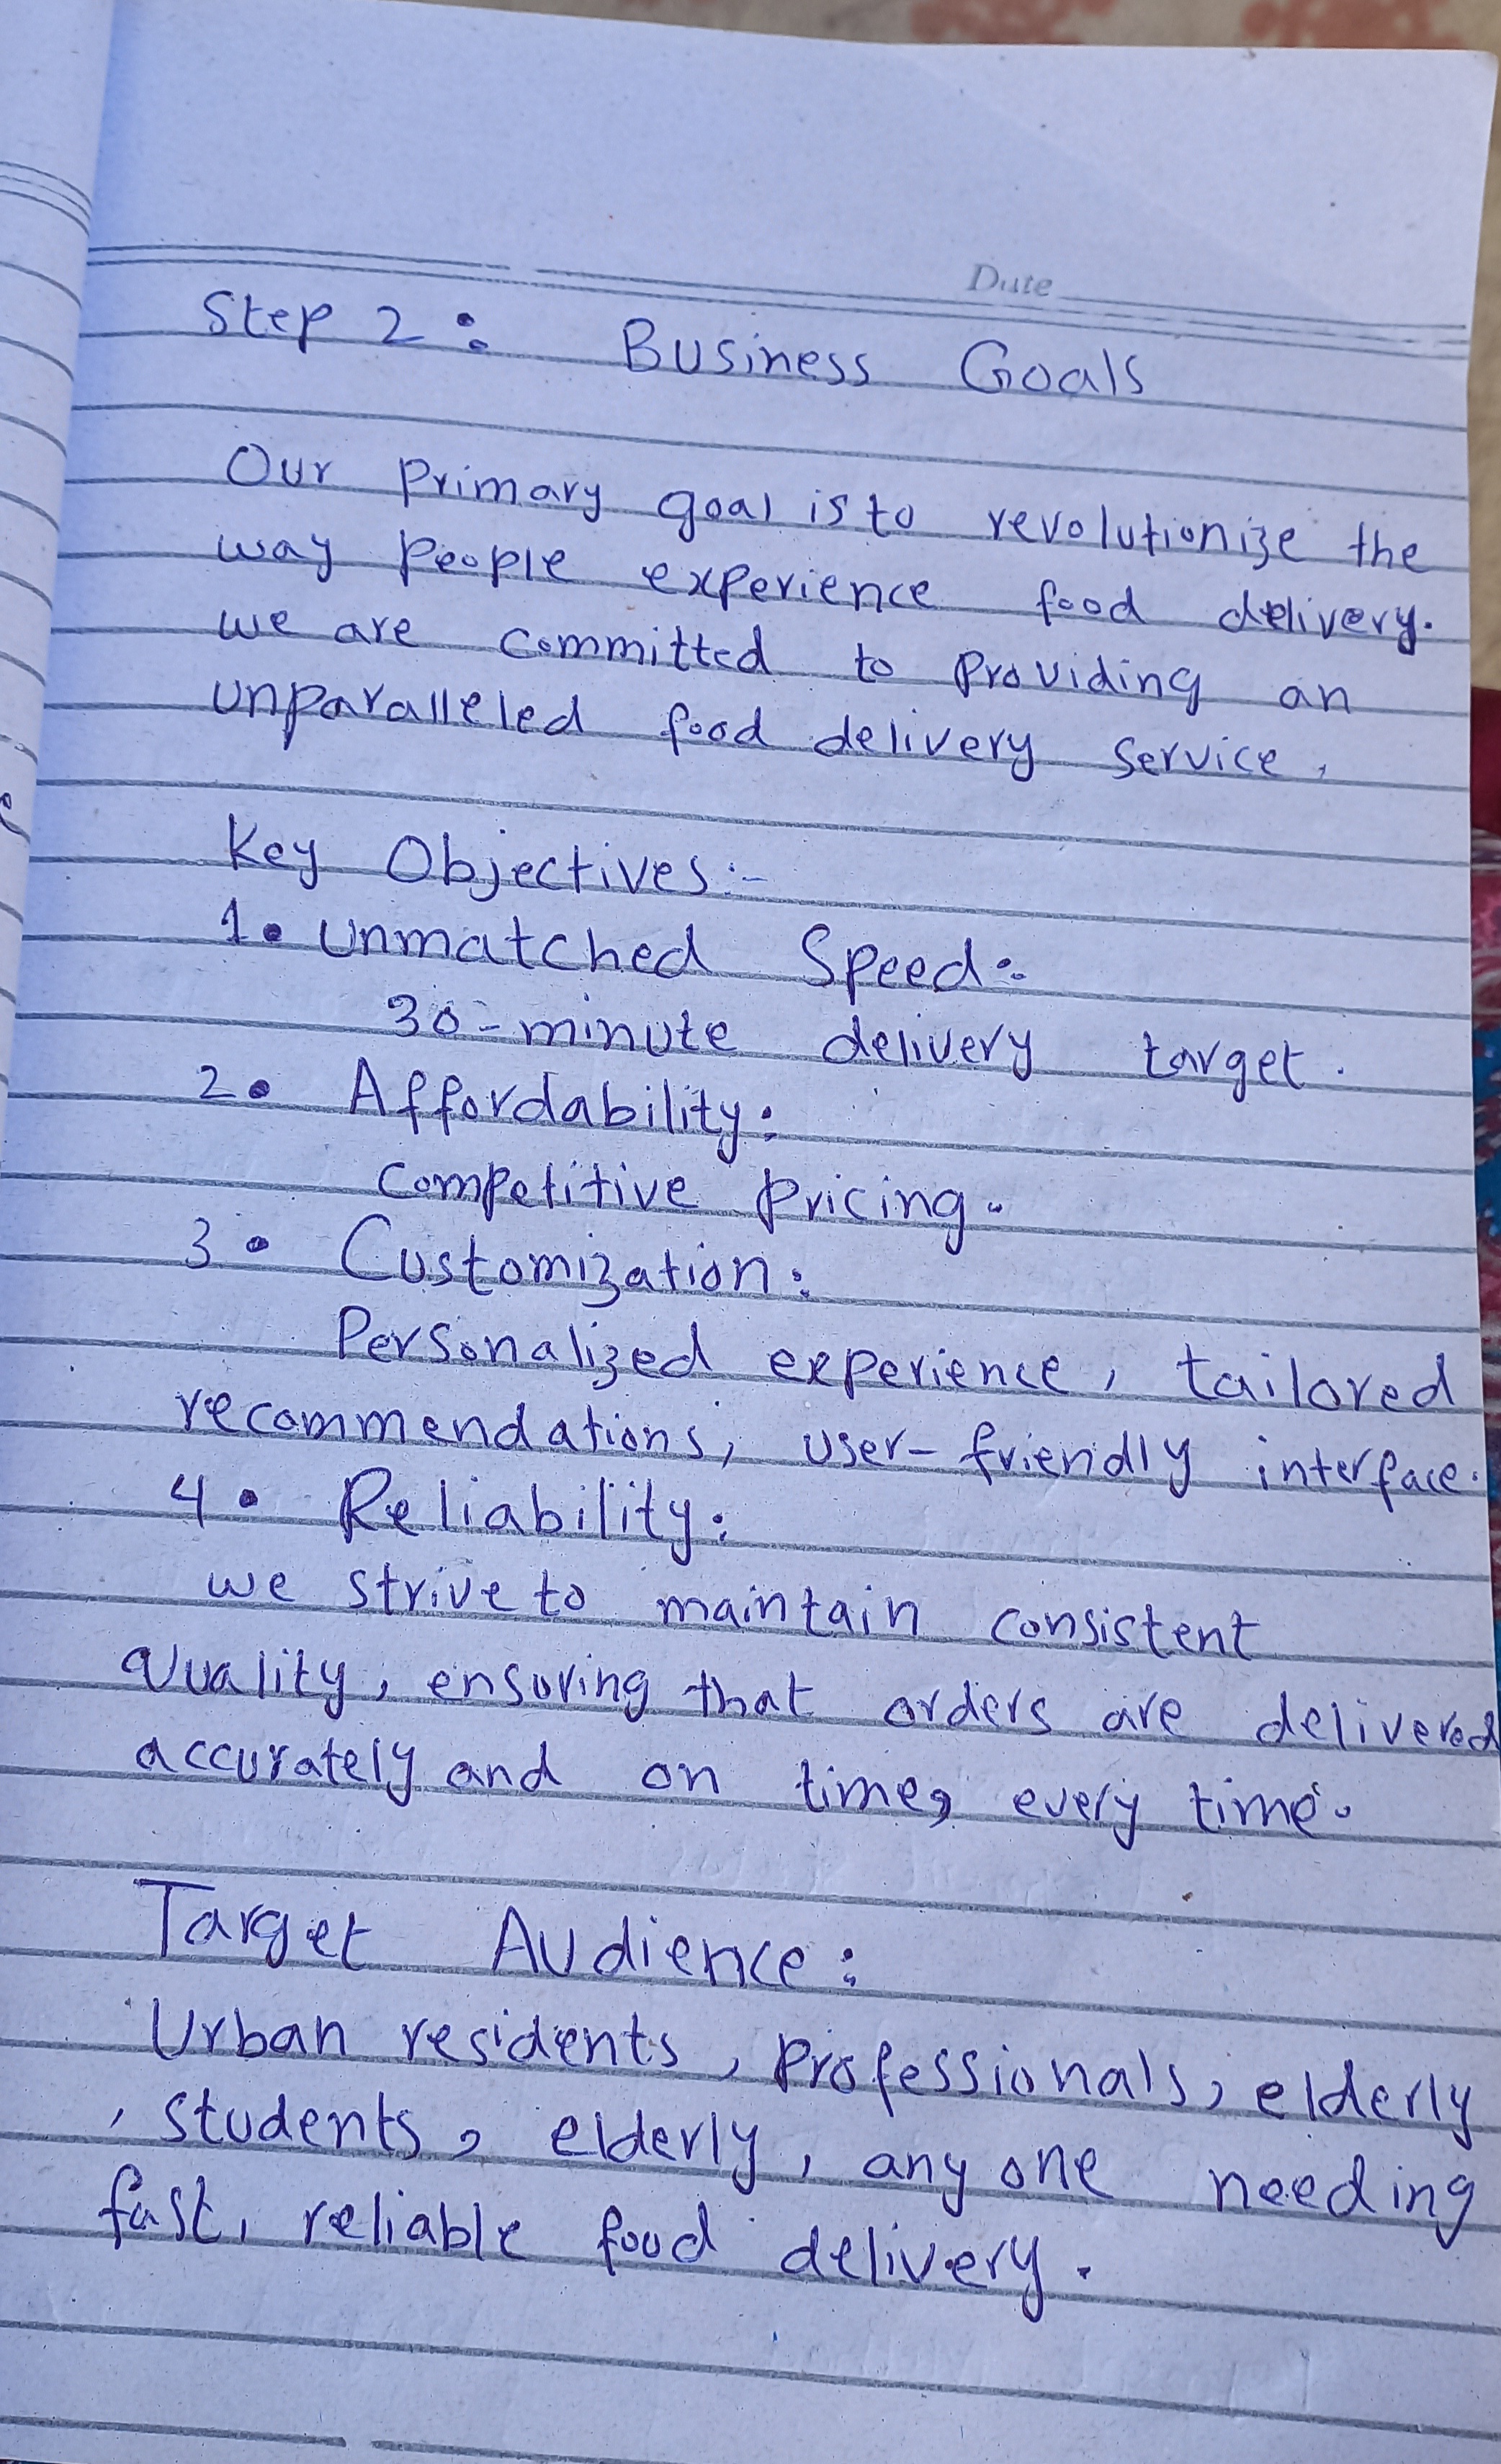 Date
Step 2: Business Goals
Our Primary goal is to revolutionize the
way People experience food delivery.
we are committed to Providing an
unparalleled food delivery service.
Key Objectives:-
1. Unmatched Speed:
30-minute delivery target.
2. Affordability:
Competitive Pricing.
3. Customization:
Personalized experience, tailored
recommendations, user-friendly interface.
4. Reliability:
we strive to maintain consistent
Quality, ensuring that orders are delivered
accurately and on time, every time.
Target Audience:
Urban residents, Professionals, elderly
, students, elderly, anyone needing
fast, reliable food delivery.